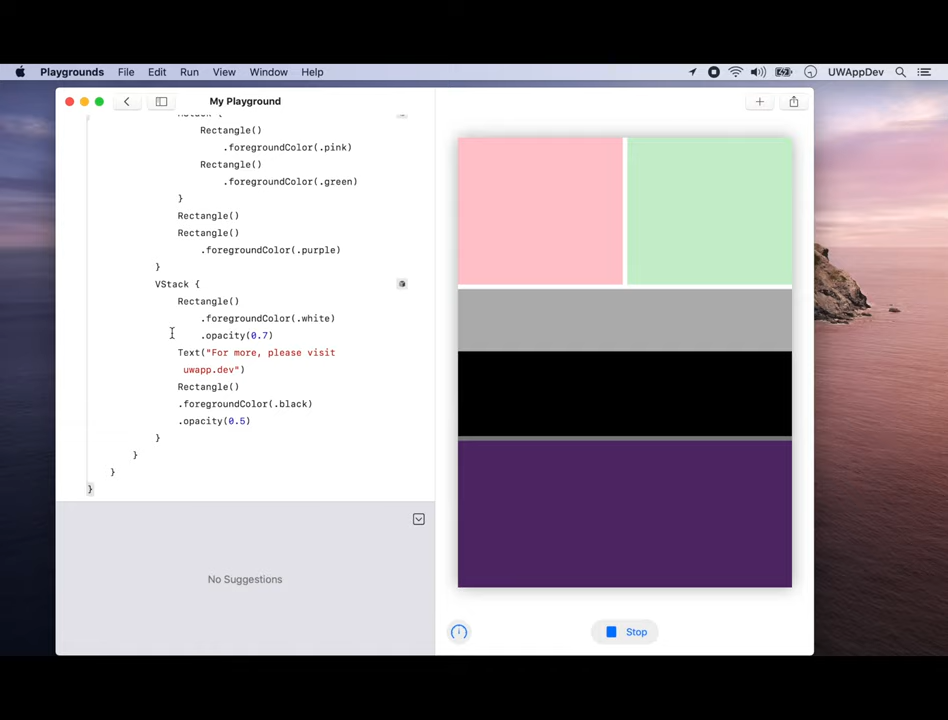 Playgrounds File Edit Run View Window Help UWAppDev
My Playground
Rectangle()
.foregroundColor(.pink)
Rectangle()
.foregroundColor(.green)
}
Rectangle()
Rectangle()
.foregroundColor(.purple)
}
VStack {
Rectangle()
.foregroundColor(.white)
.opacity(0.7)
Text("For more, please visit
uwapp.dev")
Rectangle()
.foregroundColor(.black)
.opacity(0.5)
}
}
}
}
No Suggestions
Stop